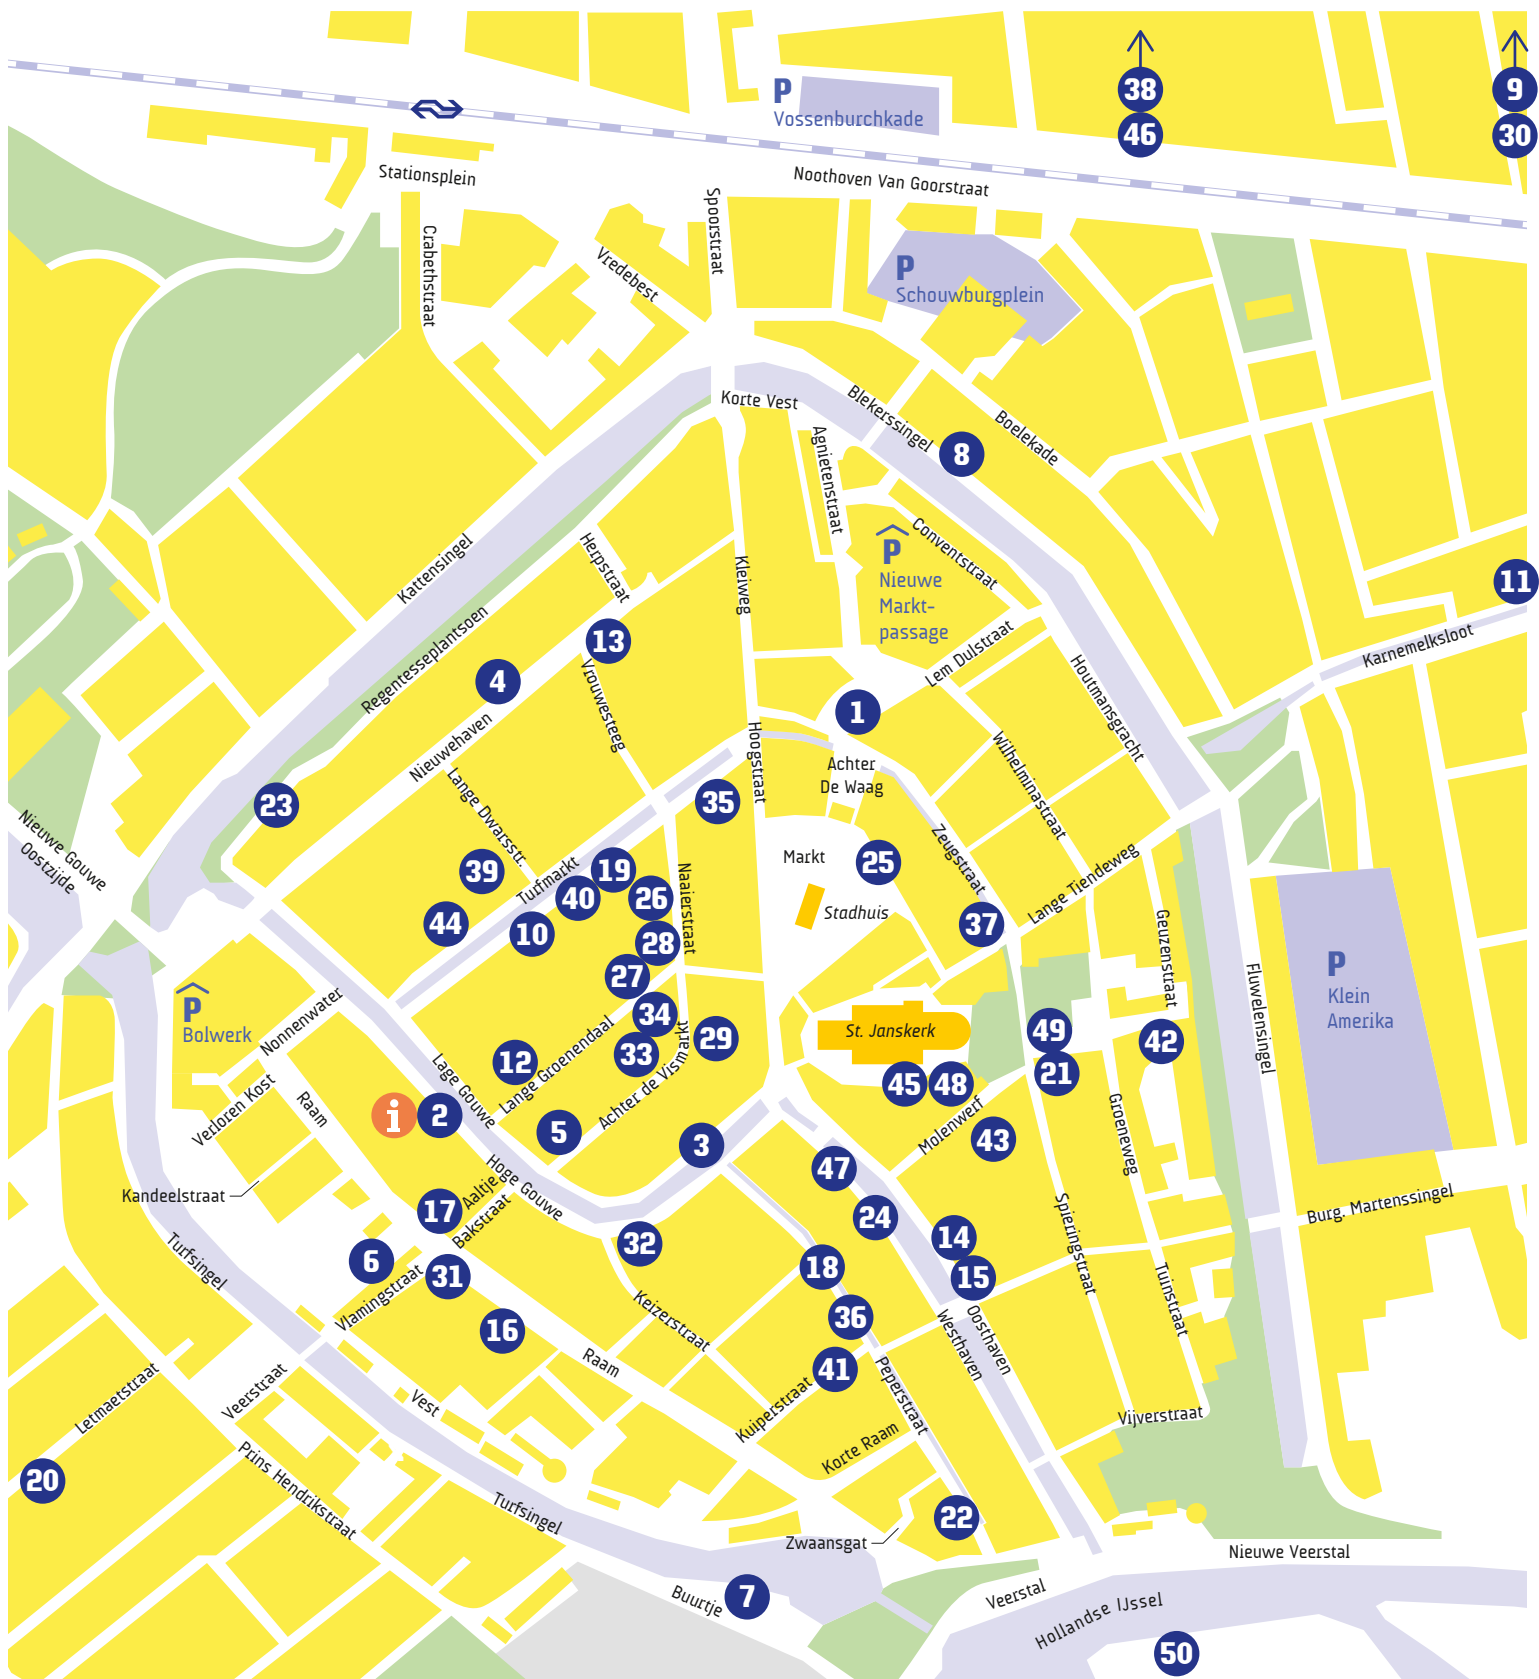 38
46
9
30
P
Vossenburchkade
Stationsplein
Noothoven Van Goorstraat
Spoorstraat
Crabethstraat
Vredebest
P
Schouwburgplein
Korte Vest
Blekerssingel
Boelekade
8
Agnietenstraat
P
Nieuwe
Markt-
passage
Conventstraat
Kattensingel
Herpstraat
Kleiweg
11
Karnemelksloot
Regentesseplantsoen
13
4
Vrouwesteeg
Lem Dulstraat
Houtmansgracht
1
Nieuwehaven
Hoogstraat
Achter
De Waag
Wilhelminastraat
Lange Dwarsstr.
23
35
Nieuwe Gouwe
Oostzijde
Markt
25
Zeugstraat
Lange Tiendeweg
39
Turfmarkt
19
40
26
Naaierstraat
Stadhuis
37
44
10
28
Geuzenstraat
27
Fluwelensingel
P
Klein
Amerika
P
Bolwerk
Nonnenwater
34
29
St. Janskerk
49
42
12
Lange Groenendaal
33
Achter de Vismarkt
45
48
21
Lage Gouwe
Verloren Kost
Raam
i
2
5
3
Molenwerf
43
Groeneweg
47
Hoge Gouwe
Kandeelstraat
17
Aaltje
Bakstraat
24
14
Spieringstraat
Burg. Martenssingel
32
Turfsingel
6
31
18
15
Tuinstraat
Vlamingstraat
16
Keizerstraat
36
Westhaven
Oosthaven
Raam
41
Peperstraat
Letmaetstraat
Veerstraat
Vest
Kuiperstraat
Vijverstraat
Korte Raam
20
Prins Hendrikstraat
Turfsingel
22
Zwaansgat
Nieuwe Veerstal
Buurtje
7
Veerstal
Hollandse IJssel
50